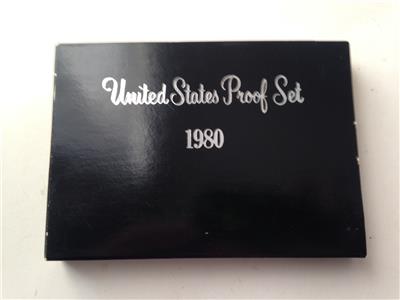 United States Proof Set
1980